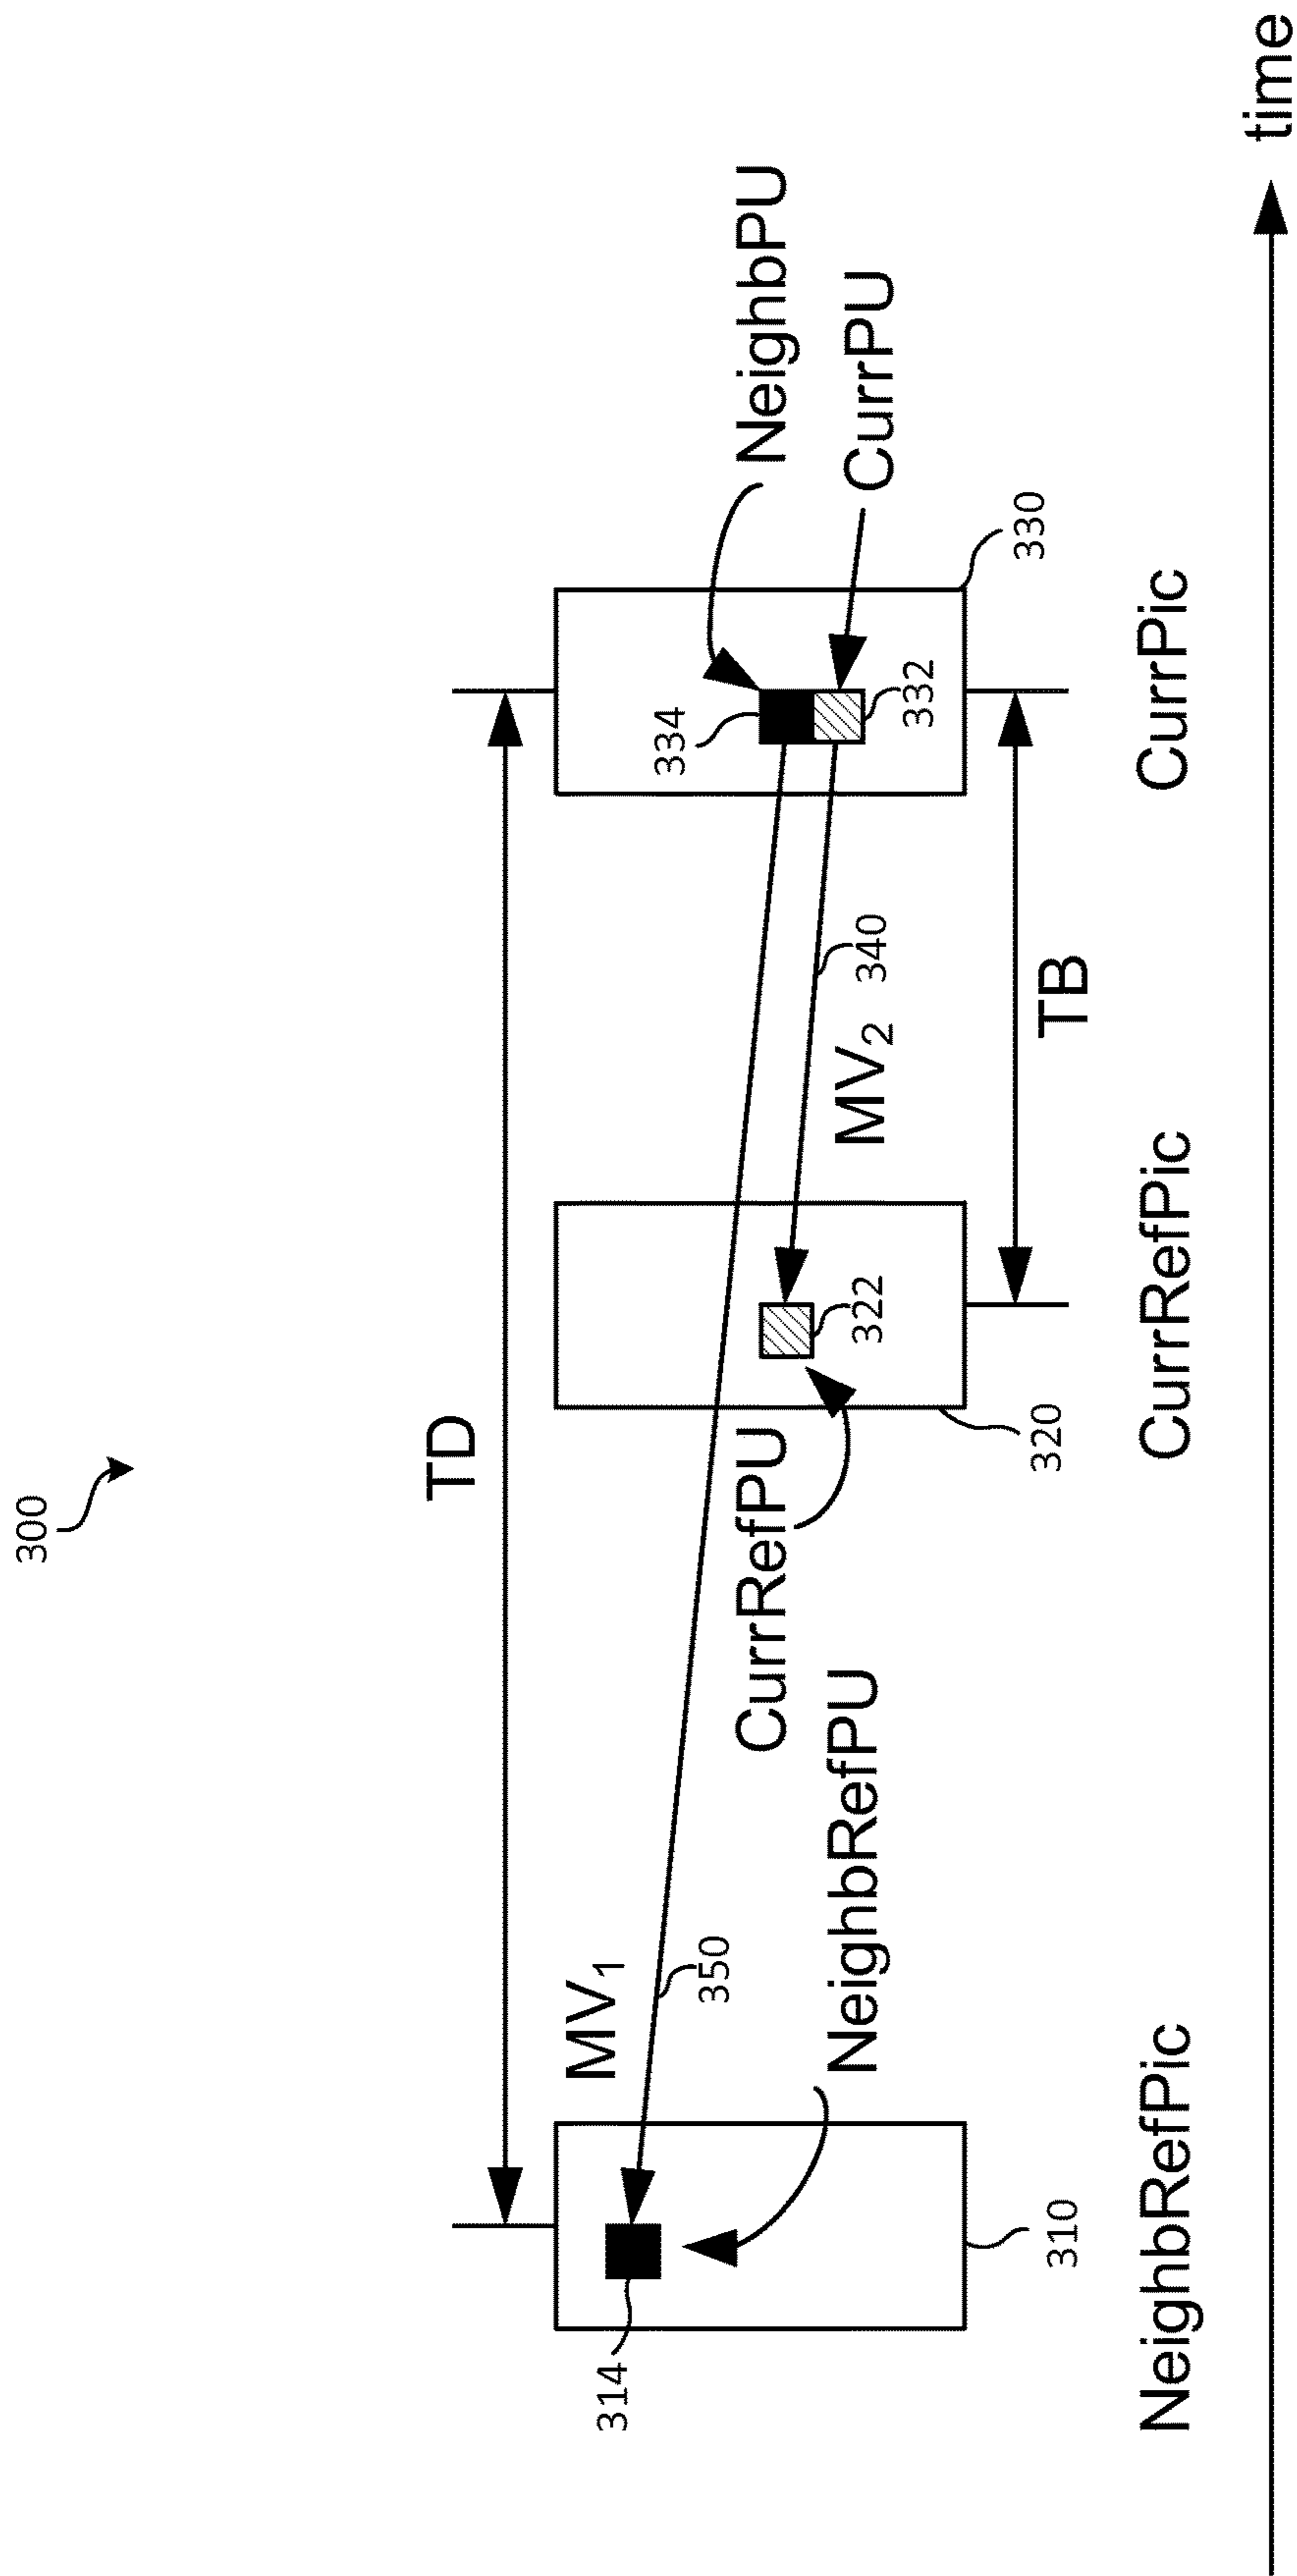 300
TD
NeighbPU
CurrPU
MV1
334
314
350
CurrRefPU
322
MV2
340
332
NeighbRefPU
310
320
TB
330
NeighbRefPic
CurrRefPic
CurrPic
time